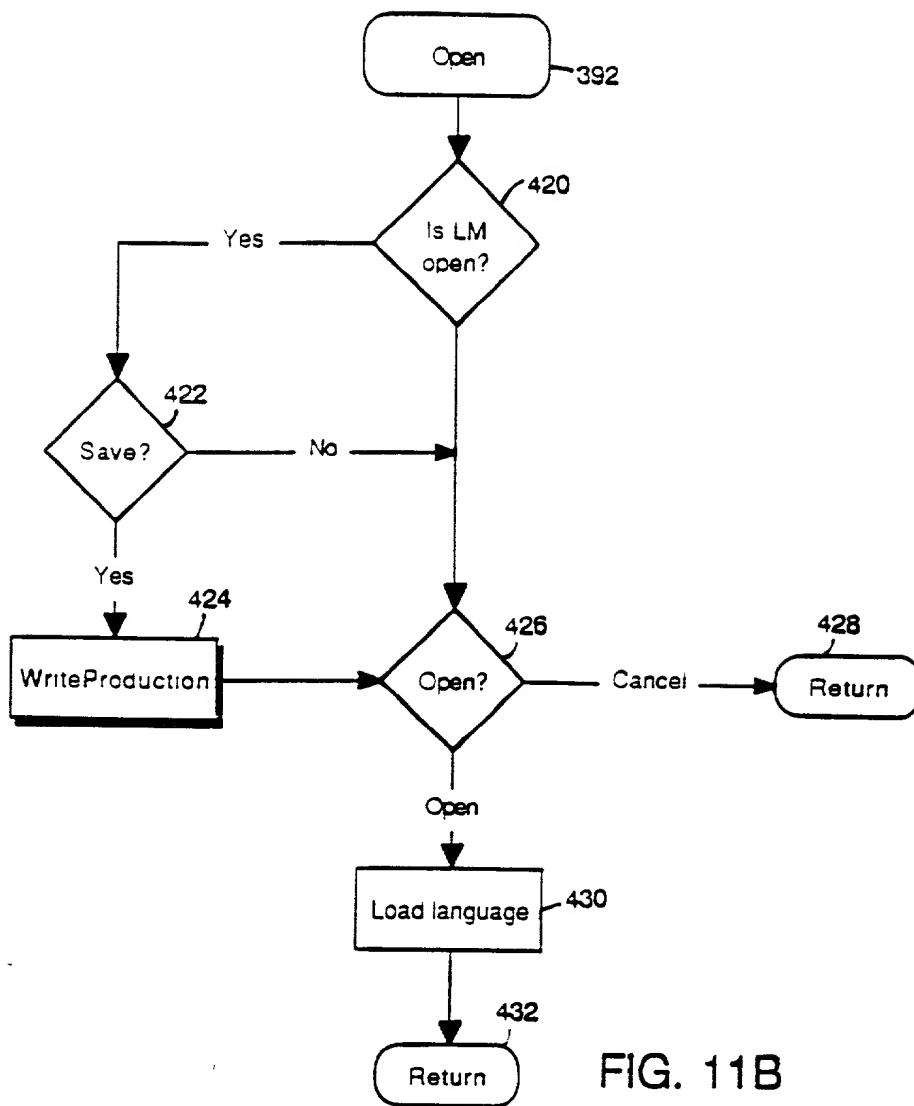 Open
392
420
Is LM
open?
Yes
422
Save?
No
Yes
424
WriteProduction
426
Open?
Cancel
428
Return
Open
Load language
430
432
Return
FIG. 11B